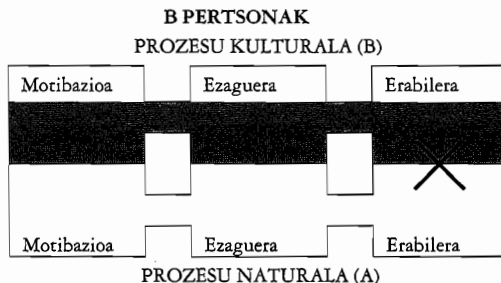 B PERTSONAK
PROZESU KULTURALA (B)
Motibazioa Ezaguera Erabilera
Motibazioa Ezaguera Erabilera
PROZESU NATURALA (A)